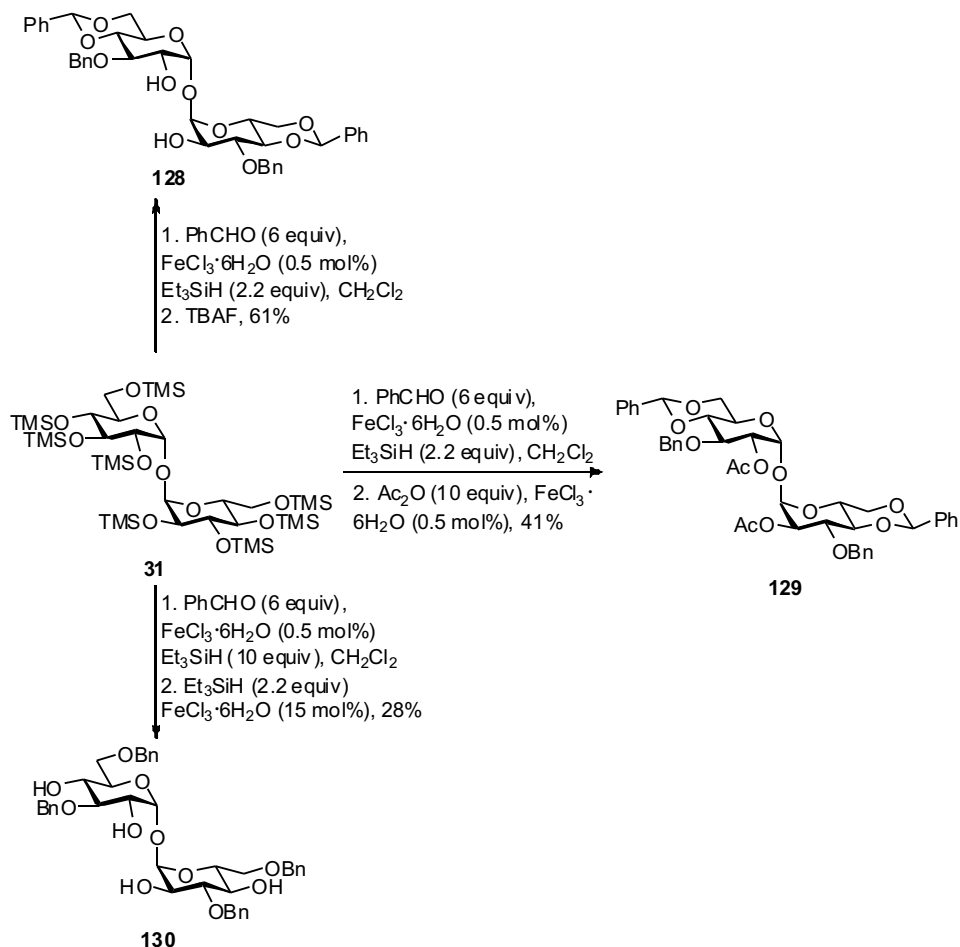 Ph
O
O
O
BnO
HO
O
O
O
Ph
HO
O
OBn
128
1. PhCHO (6 equiv),
FeCl3·6H2O (0.5 mol%)
Et3SiH (2.2 equiv), CH2Cl2
2. TBAF, 61%
OTMS
TMSO
O
TMSO
TMSO
O
O
OTMS
TMSO
OTMS
OTMS
31
1. PhCHO (6 equiv),
FeCl3·6H2O (0.5 mol%)
Et3SiH (2.2 equiv), CH2Cl2
2. Ac2O (10 equiv), FeCl3·
6H2O (0.5 mol%), 41%
Ph
O
O
O
BnO
AcO
O
O
O
AcO
O
Ph
OBn
129
1. PhCHO (6 equiv),
FeCl3·6H2O (0.5 mol%)
Et3SiH (10 equiv), CH2Cl2
2. Et3SiH (2.2 equiv)
FeCl3·6H2O (15 mol%), 28%
OBn
HO
O
BnO
HO
O
O
OBn
HO
OH
OBn
130